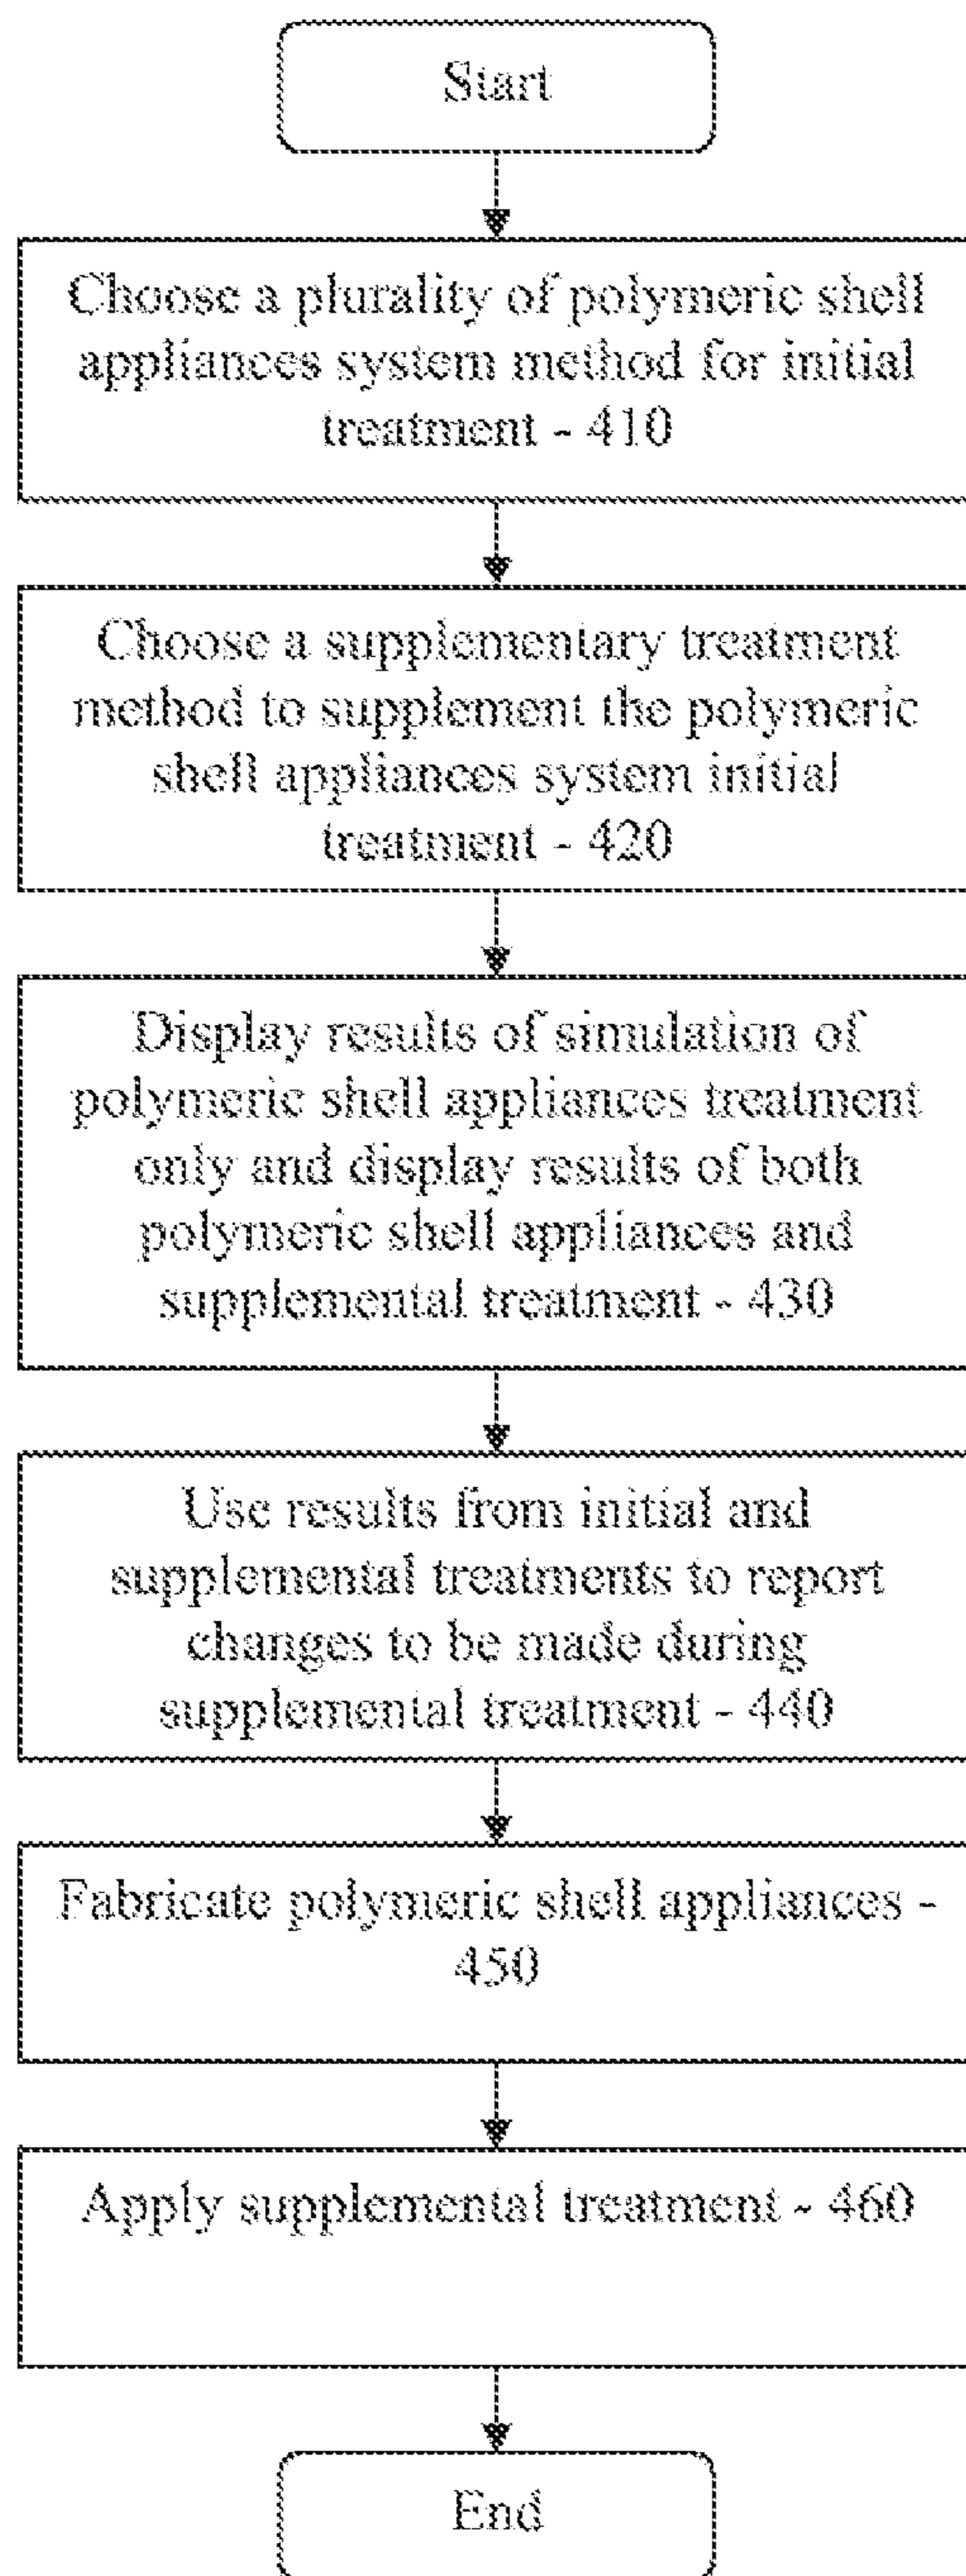 Start
Choose a plurality of polymeric shell
appliances system method for initial
treatment - 410
Choose a supplementary treatment
method to supplement the polymeric
shell appliances system initial
treatment - 420
Display results of simulation of
polymeric shell appliances treatment
only and display results of both
polymeric shell appliances and
supplemental treatment - 430
Use results from initial and
supplemental treatments to report
changes to be made during
supplemental treatment - 440
Fabricate polymeric shell appliances -
450
Apply supplemental treatment - 460
End